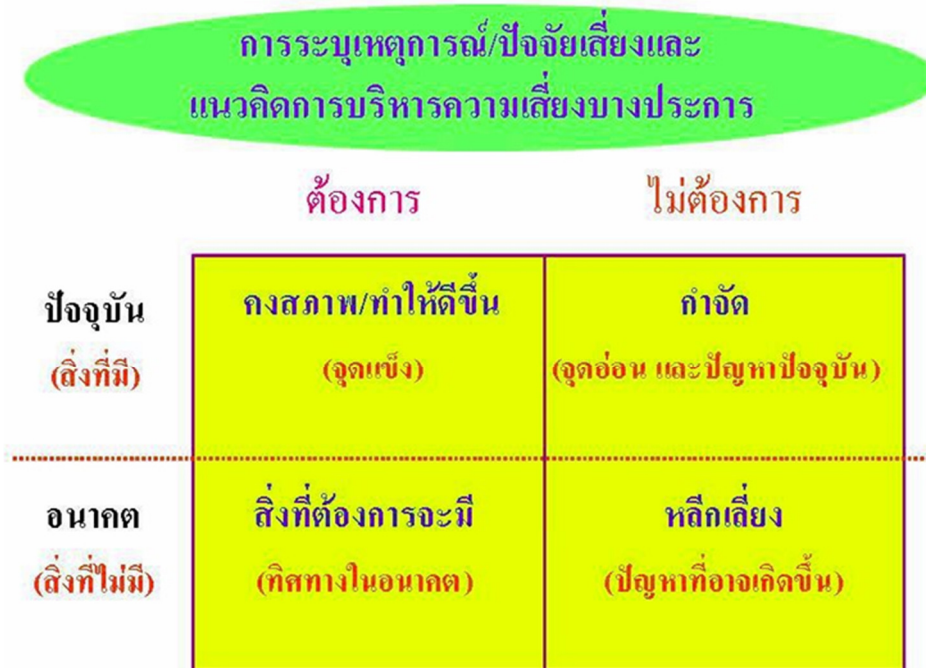 การระบุเหตุการณ์/ปัจจัยเสี่ยงและ
แนวคิดการบริหารความเสี่ยงบางประการ
ต้องการ ไม่ต้องการ
ปัจจุบัน คงสภาพ/ทำให้ดีขึ้น กำจัด
(สิ่งที่มี) (จุดแข็ง) (จุดอ่อน และปัญหาปัจจุบัน)
อนาคต สิ่งที่ต้องการจะมี หลีกเลี่ยง
(สิ่งที่ไม่มี) (ทิศทางในอนาคต) (ปัญหาที่อาจเกิดขึ้น)